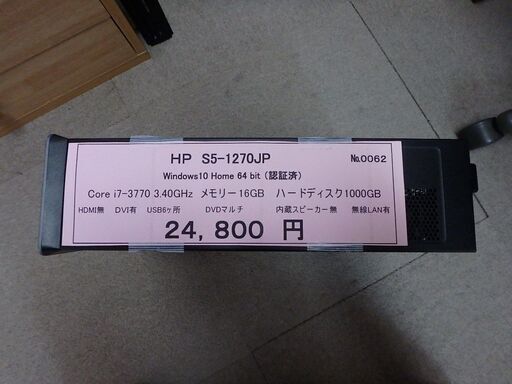 HP S5-1270JP №0062
Windows10 Home 64 bit (認証済)
Core i7-3770 3.40GHz メモリー16GB ハードディスク1000GB
HDMI無 DVI有 USB6ヶ所 DVDマルチ 内蔵スピーカー無 無線LAN有
24,800 円